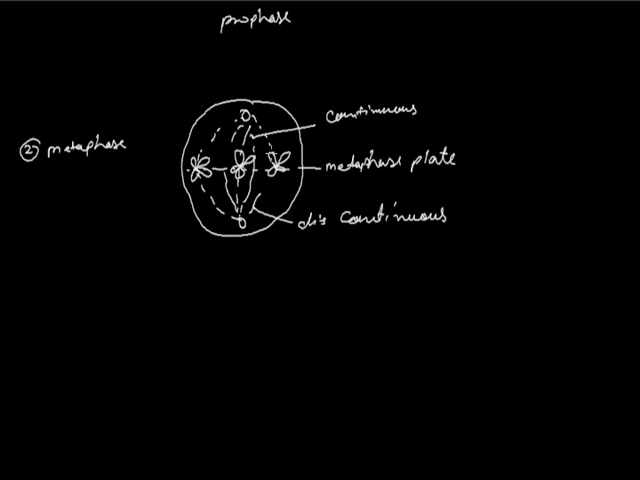 prophase
continuous
② metaphase
metaphase plate
dis continuous